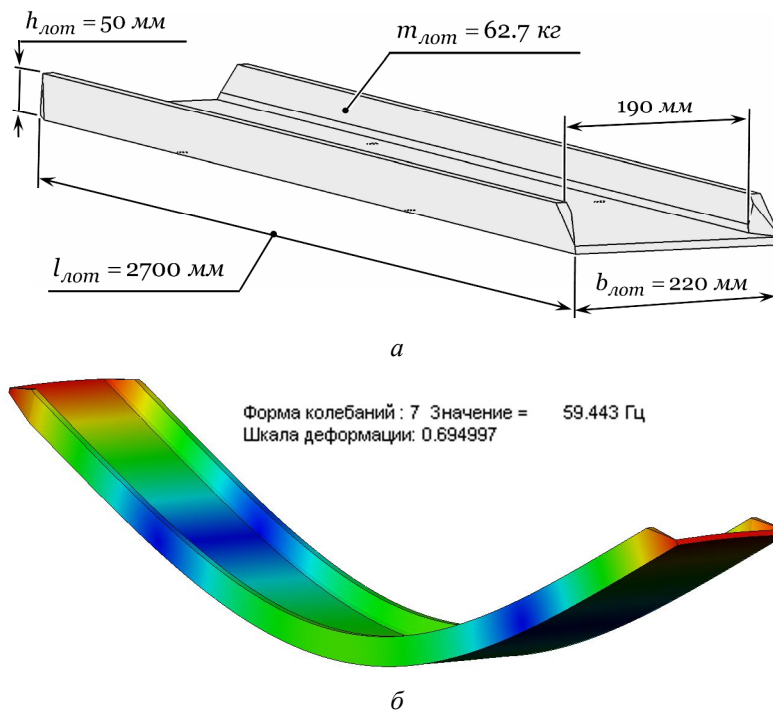 h_лот = 50 мм
m_лот = 62.7 кг
190 мм
l_лот = 2700 мм
b_лот = 220 мм
а
Форма колебаний : 7 Значение = 59.443 Гц
Шкала деформации: 0.694997
б